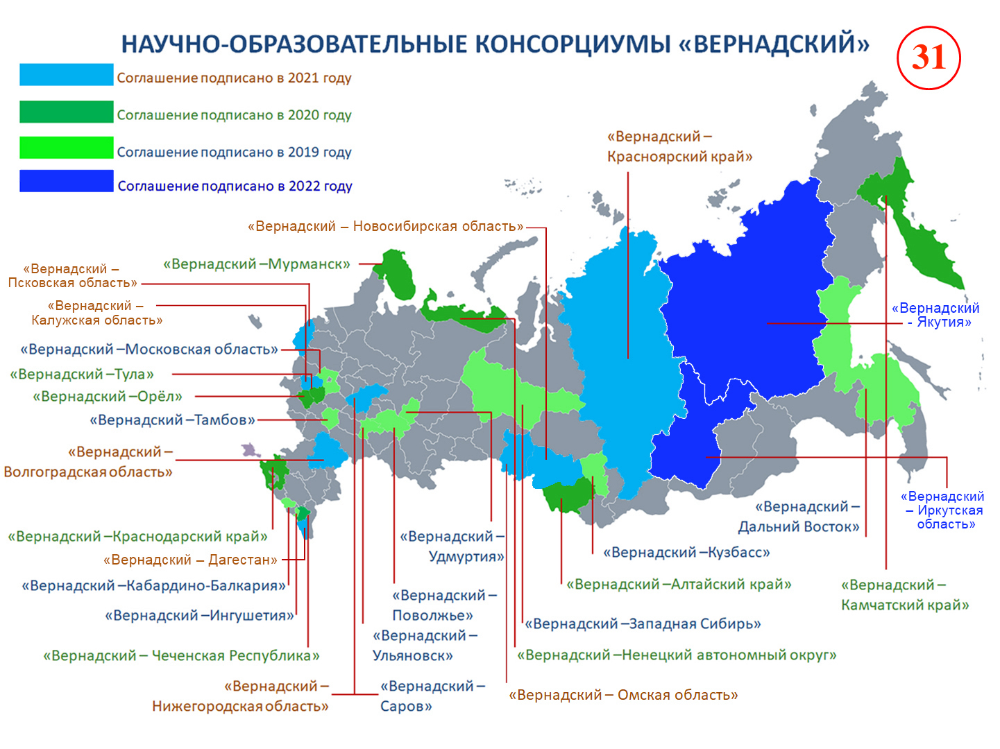 НАУЧНО-ОБРАЗОВАТЕЛЬНЫЕ КОНСОРЦИУМЫ «ВЕРНАДСКИЙ»
31
Соглашение подписано в 2021 году
Соглашение подписано в 2020 году
Соглашение подписано в 2019 году
Соглашение подписано в 2022 году
«Вернадский –
Красноярский край»
«Вернадский – Новосибирская область»
«Вернадский –Мурманск»
«Вернадский –
Псковская область»
«Вернадский –
Калужская область»
«Вернадский
- Якутия»
«Вернадский –Московская область»
«Вернадский –Тула»
«Вернадский –Орёл»
«Вернадский –Тамбов»
«Вернадский –
Волгоградская область»
«Вернадский
– Иркутская
область»
«Вернадский –
Дальний Восток»
«Вернадский –Краснодарский край»
«Вернадский –
Удмуртия»
«Вернадский –Кузбасс»
«Вернадский – Дагестан»
«Вернадский –Кабардино-Балкария»
«Вернадский –Алтайский край»
«Вернадский –
Камчатский край»
«Вернадский –
Поволжье»
«Вернадский –Ингушетия»
«Вернадский –Западная Сибирь»
«Вернадский –
Ульяновск»
«Вернадский – Чеченская Республика»
«Вернадский –Ненецкий автономный округ»
«Вернадский –
Нижегородская область»
«Вернадский –
Саров»
«Вернадский – Омская область»